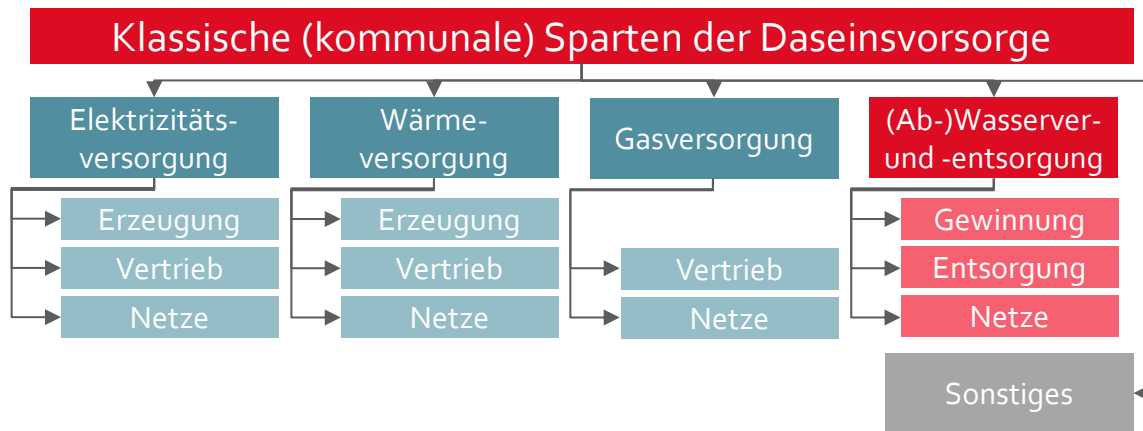 Klassische (kommunale) Sparten der Daseinsvorsorge
Elektrizitäts-
versorgung
Erzeugung
Vertrieb
Netze
Wärme-
versorgung
Erzeugung
Vertrieb
Netze
Gasversorgung
Vertrieb
Netze
(Ab-)Wasserver-
und -entsorgung
Gewinnung
Entsorgung
Netze
Sonstiges